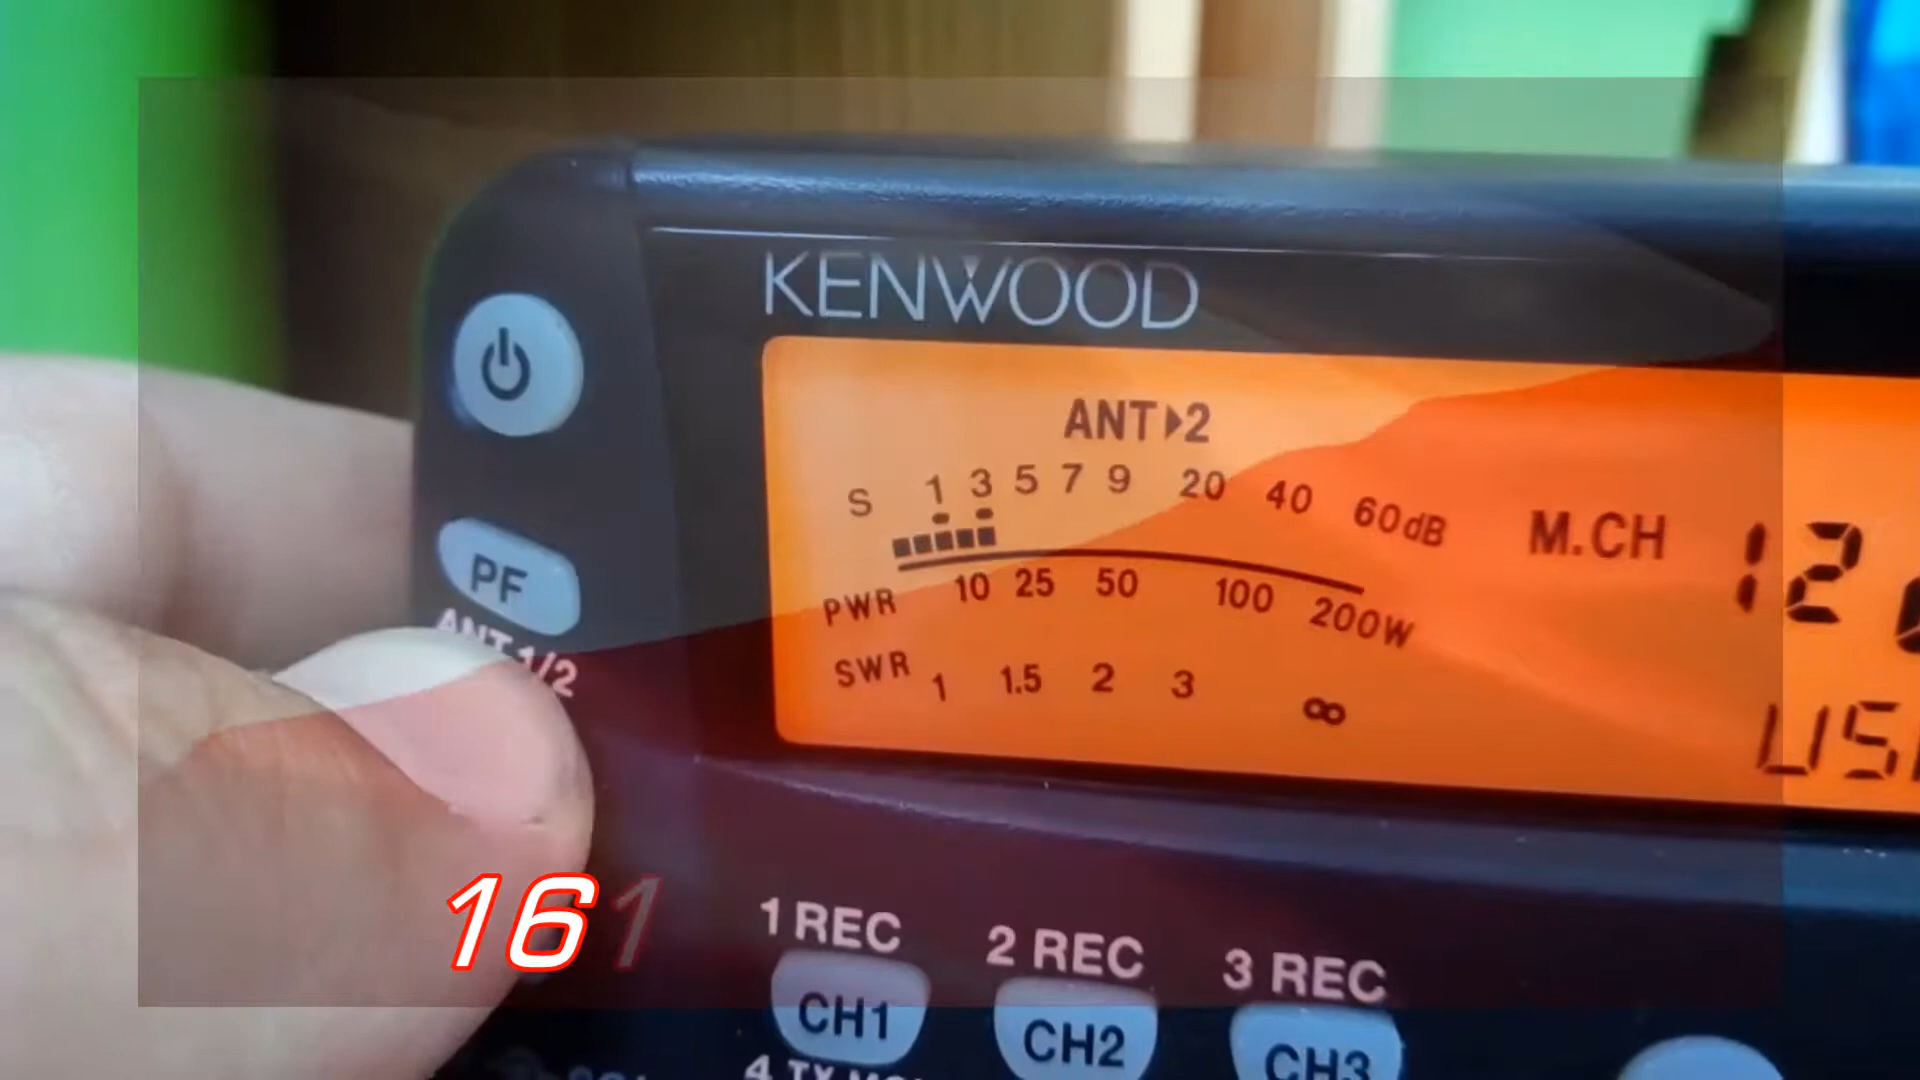 KENWOOD
ANT▶2
S 1 3 5 7 9 20 40 60dB
M.CH 12
PWR 10 25 50 100 200W
SWR 1 1.5 2 3 ∞
PF
ANT 1/2
161
1 REC 2 REC 3 REC
CH1 CH2 CH3